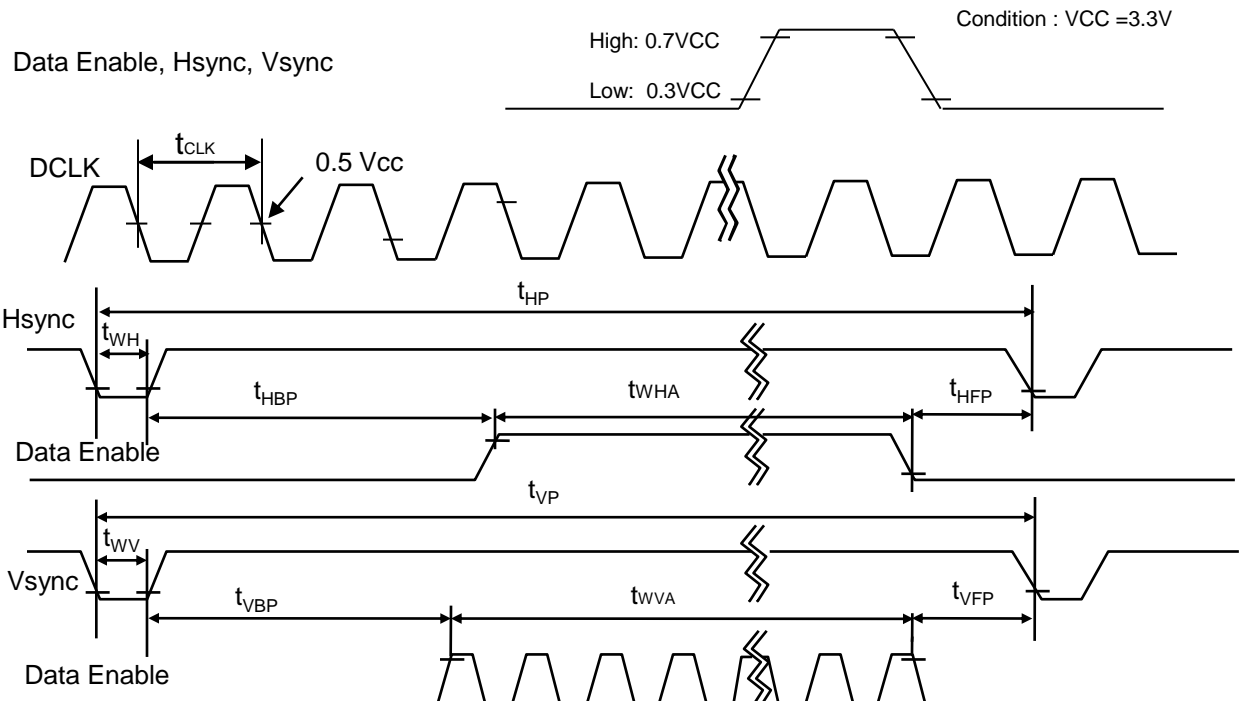 Condition : VCC =3.3V
High: 0.7VCC
Data Enable, Hsync, Vsync
Low: 0.3VCC
tCLK
DCLK
0.5 Vcc
tHP
Hsync
tWH
tHBP
tWHA
tHFP
Data Enable
tVP
tWV
Vsync
tVBP
tWVA
tVFP
Data Enable